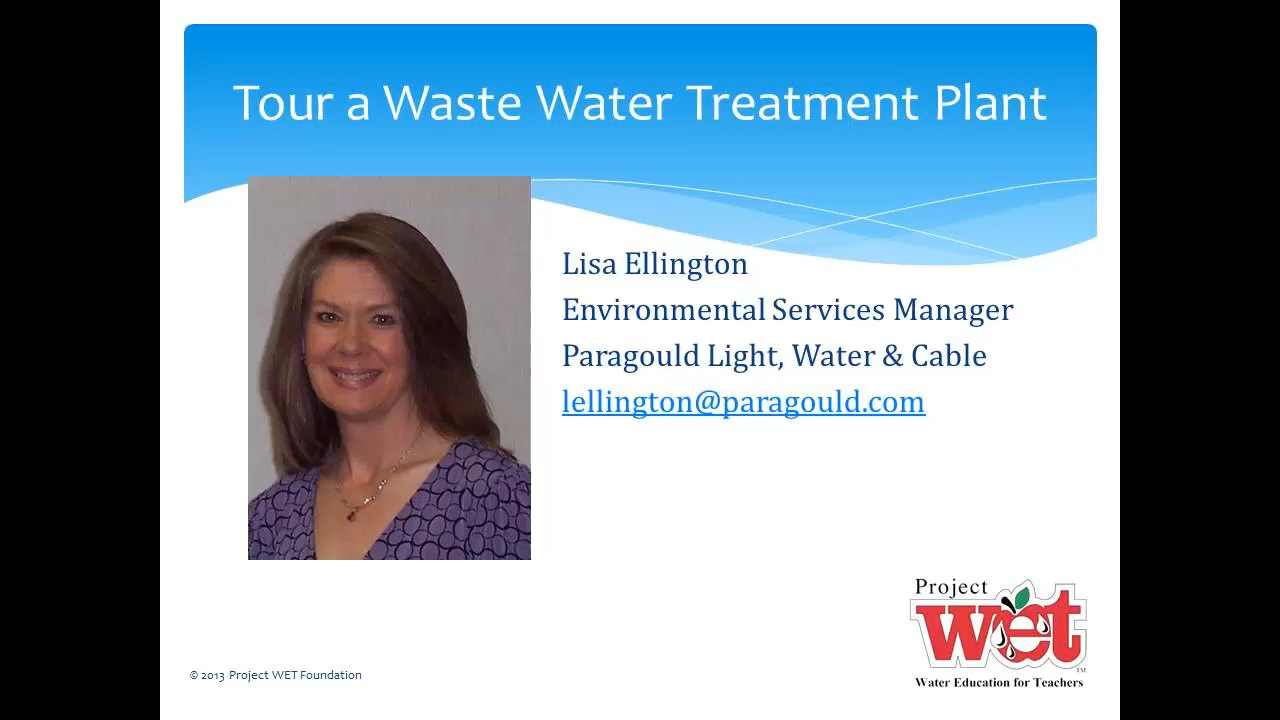 Tour a Waste Water Treatment Plant
Lisa Ellington
Environmental Services Manager
Paragould Light, Water & Cable
lellington@paragould.com
Project
wet
TM
Water Education for Teachers
© 2013 Project WET Foundation